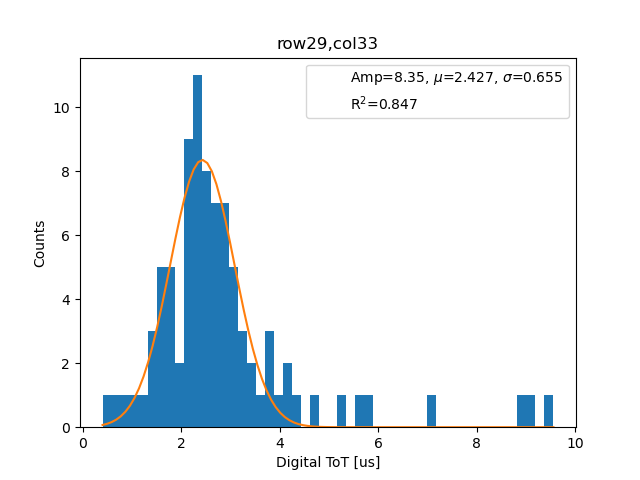 row29,col33
Amp=8.35, μ=2.427, σ=0.655
R²=0.847
10
8
6
4
2
0
Counts
0 2 4 6 8 10
Digital ToT [us]